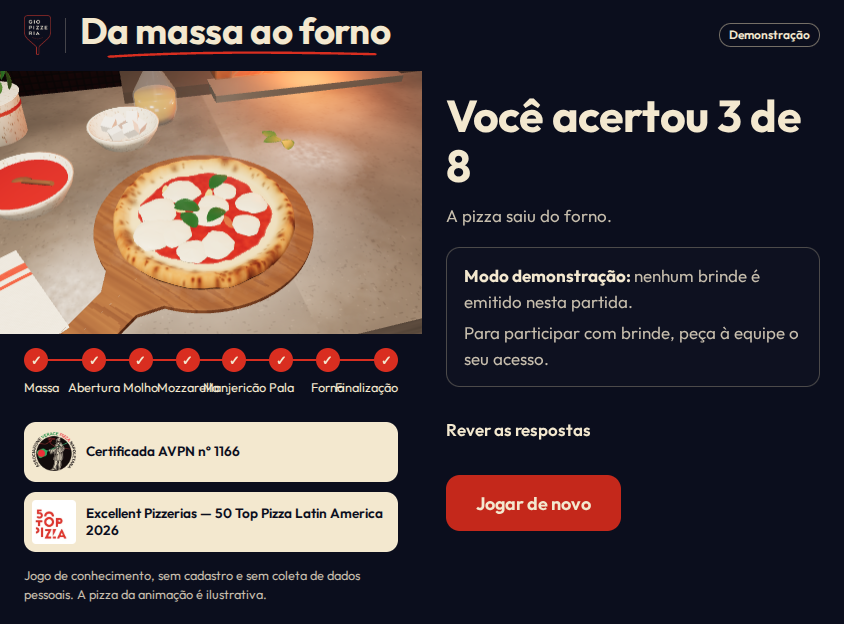 GIO
PIZZE
RIA
Da massa ao forno
Demonstração
Você acertou 3 de
8
A pizza saiu do forno.
Modo demonstração: nenhum brinde é
emitido nesta partida.
Para participar com brinde, peça à equipe o
seu acesso.
Rever as respostas
Jogar de novo
Massa Abertura Molho Mozzarella Manjericão Pala Forno Finalização
Certificada AVPN nº 1166
50
TOP
PIZZA
Excellent Pizzerias — 50 Top Pizza Latin America
2026
Jogo de conhecimento, sem cadastro e sem coleta de dados
pessoais. A pizza da animação é ilustrativa.